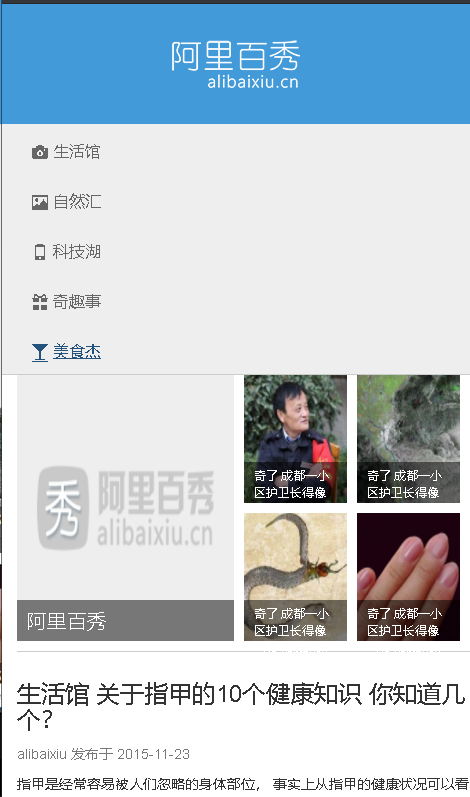 阿里百秀
alibaixiu.cn
生活馆
自然汇
科技湖
奇趣事
美食杰
秀 阿里百秀
alibaixiu.cn
阿里百秀
奇了 成都一小
区护卫长得像
奇了 成都一小
区护卫长得像
奇了 成都一小
区护卫长得像
奇了 成都一小
区护卫长得像
生活馆 关于指甲的10个健康知识 你知道几
个?
alibaixiu 发布于 2015-11-23
指甲是经常容易被人们忽略的身体部位， 事实上从指甲的健康状况可以看